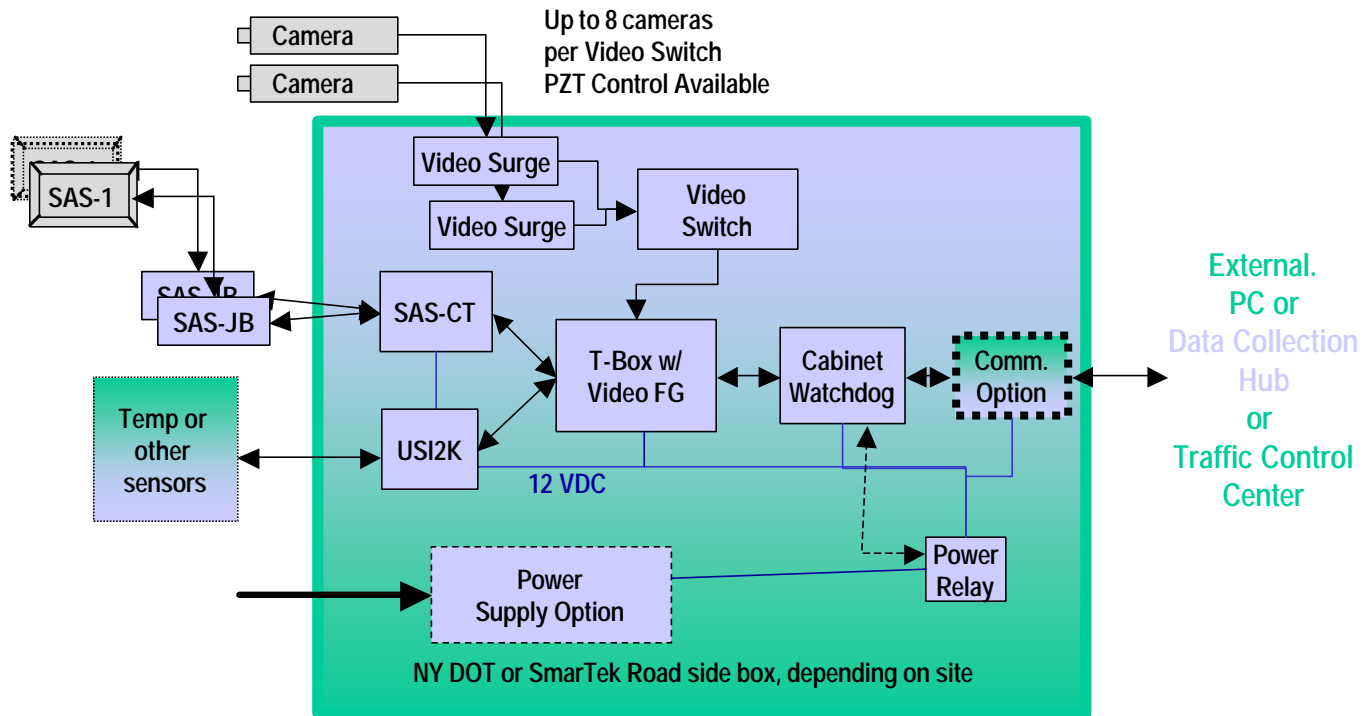 Up to 8 cameras
per Video Switch
PZT Control Available
Camera
Camera
SAS-1
Video Surge
Video Surge
Video
Switch
SAS-JB
SAS-CT
T-Box w/
Video FG
Cabinet
Watchdog
Comm.
Option
External.
PC or
Data Collection
Hub
or
Traffic Control
Center
Temp or
other
sensors
USI2K
12 VDC
Power
Supply Option
Power
Relay
NY DOT or SmarTek Road side box, depending on site